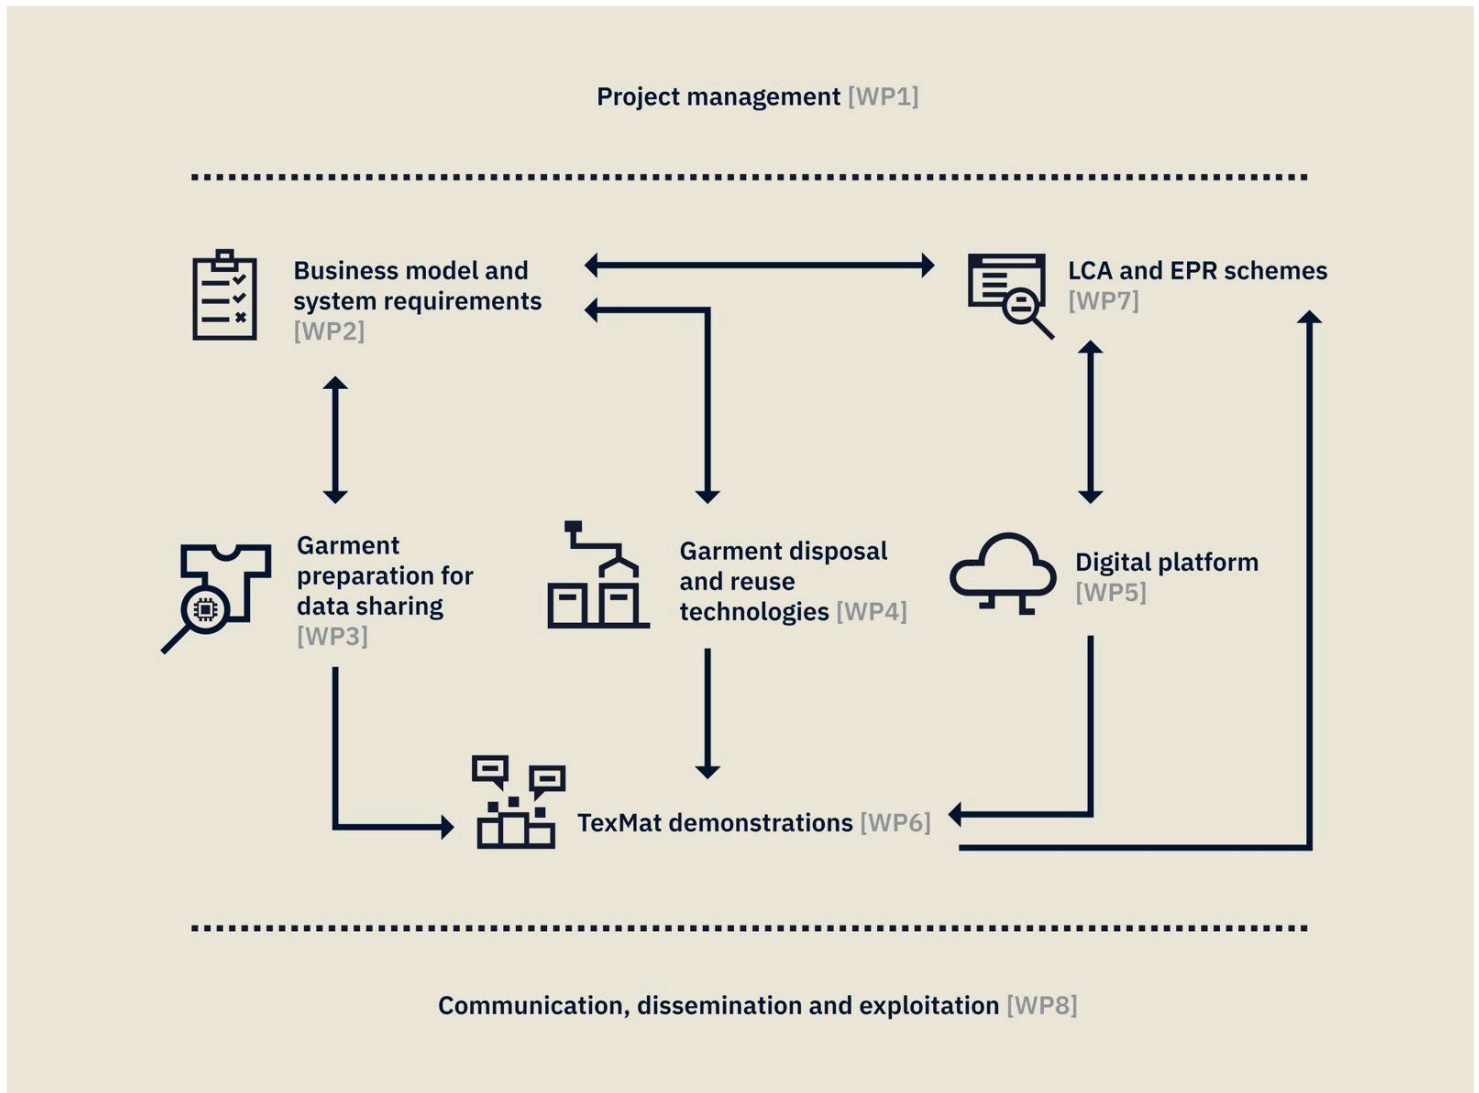 Project management [WP1]
Business model and
system requirements
[WP2]
LCA and EPR schemes
[WP7]
Garment
preparation for
data sharing
[WP3]
Garment disposal
and reuse
technologies [WP4]
Digital platform
[WP5]
TexMat demonstrations [WP6]
Communication, dissemination and exploitation [WP8]